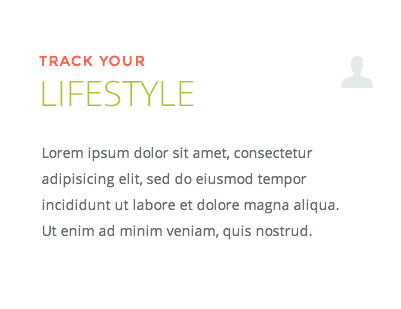 TRACK YOUR
LIFESTYLE
Lorem ipsum dolor sit amet, consectetur
adipisicing elit, sed do eiusmod tempor
incididunt ut labore et dolore magna aliqua.
Ut enim ad minim veniam, quis nostrud.